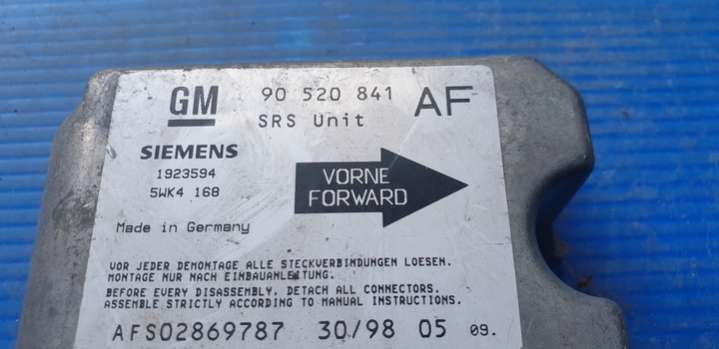 GM 90 520 841 AF
SRS Unit
SIEMENS
1923594
5WK4 168
VORNE
FORWARD
Made in Germany
VOR JEDER DEMONTAGE ALLE STECKVERBINDUNGEN LOESEN.
MONTAGE NUR NACH EINBAUANLEITUNG.
BEFORE EVERY DISASSEMBLY, DETACH ALL CONNECTORS.
ASSEMBLE STRICTLY ACCORDING TO MANUAL INSTRUCTIONS.
AFS02869787 30/98 05 09.